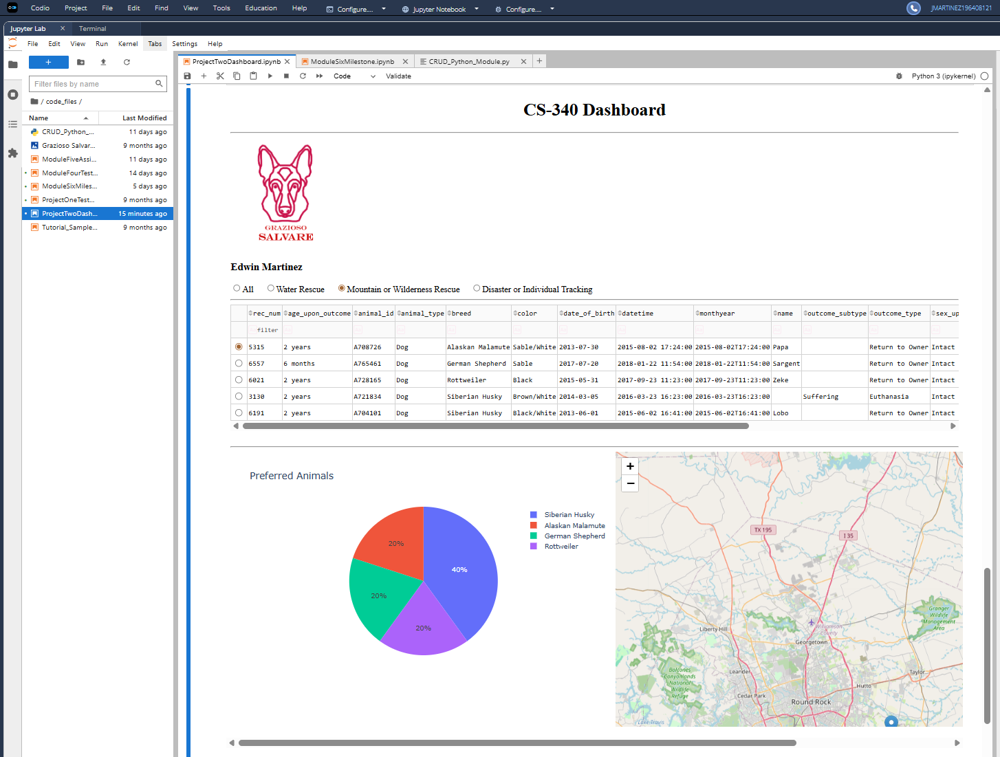 Codio Project File Edit Find View Tools Education Help Configure.... Jupyter Notebook Configure.... JMARTINEZ196408121
Jupyter Lab Terminal
File Edit View Run Kernel Tabs Settings Help
ProjectTwoDashboard.ipynb ModuleSixMilestone.ipynb CRUD_Python_Module.py
Code Validate Python 3 (ipykernel)
Filter files by name
/ code_files /
Name Last Modified
CRUD_Python_... 11 days ago
Grazioso Salvar... 9 months ago
ModuleFiveAssi... 11 days ago
ModuleFourTest... 14 days ago
ModuleSixMiles... 5 days ago
ProjectOneTest... 9 months ago
ProjectTwoDash... 15 minutes ago
Tutorial_Sample... 9 months ago
CS-340 Dashboard
GRAZIOSO
SALVARE
Edwin Martinez
All Water Rescue Mountain or Wilderness Rescue Disaster or Individual Tracking
rec_num age_upon_outcome animal_id animal_type breed color date_of_birth datetime monthyear name outcome_subtype outcome_type sex_up
filter
5315 2 years A708726 Dog Alaskan Malamute Sable/White 2013-07-30 2015-08-02 17:24:00 2015-08-02T17:24:00 Papa Return to Owner Intact
6557 6 months A765461 Dog German Shepherd Sable 2017-07-20 2018-01-22 11:54:00 2018-01-22T11:54:00 Sargent Return to Owner Intact
6021 2 years A728165 Dog Rottweiler Black 2015-05-31 2017-09-23 11:23:00 2017-09-23T11:23:00 Zeke Return to Owner Intact
3130 2 years A721834 Dog Siberian Husky Brown/White 2014-03-05 2016-03-23 16:23:00 2016-03-23T16:23:00 Suffering Euthanasia Intact
6191 2 years A704101 Dog Siberian Husky Black/White 2013-06-01 2015-06-02 16:41:00 2015-06-02T16:41:00 Lobo Return to Owner Intact
Preferred Animals
Siberian Husky
Alaskan Malamute
German Shepherd
Rottweiler
20%
40%
20%
20%
+
−
TX 195
I 35
Granger
Wildlife
Management
Area
Liberty Hill
Williamson
County
Georgetown
Leander
Taylor
Balcones
Canyonlands
National
Wildlife
Refuge
Hutto
Cedar Park
Round Rock
Lake Travis